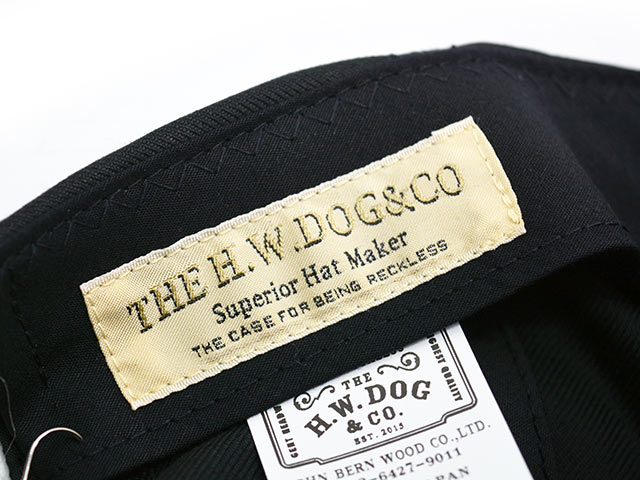 THE H.W.DOG&CO
Superior Hat Maker
THE CASE FOR BEING RECKLESS
THE
H.W. DOG
& CO.
EST 2015
QUALITY
BERN WOOD CO.,LTD.
-6427-9011